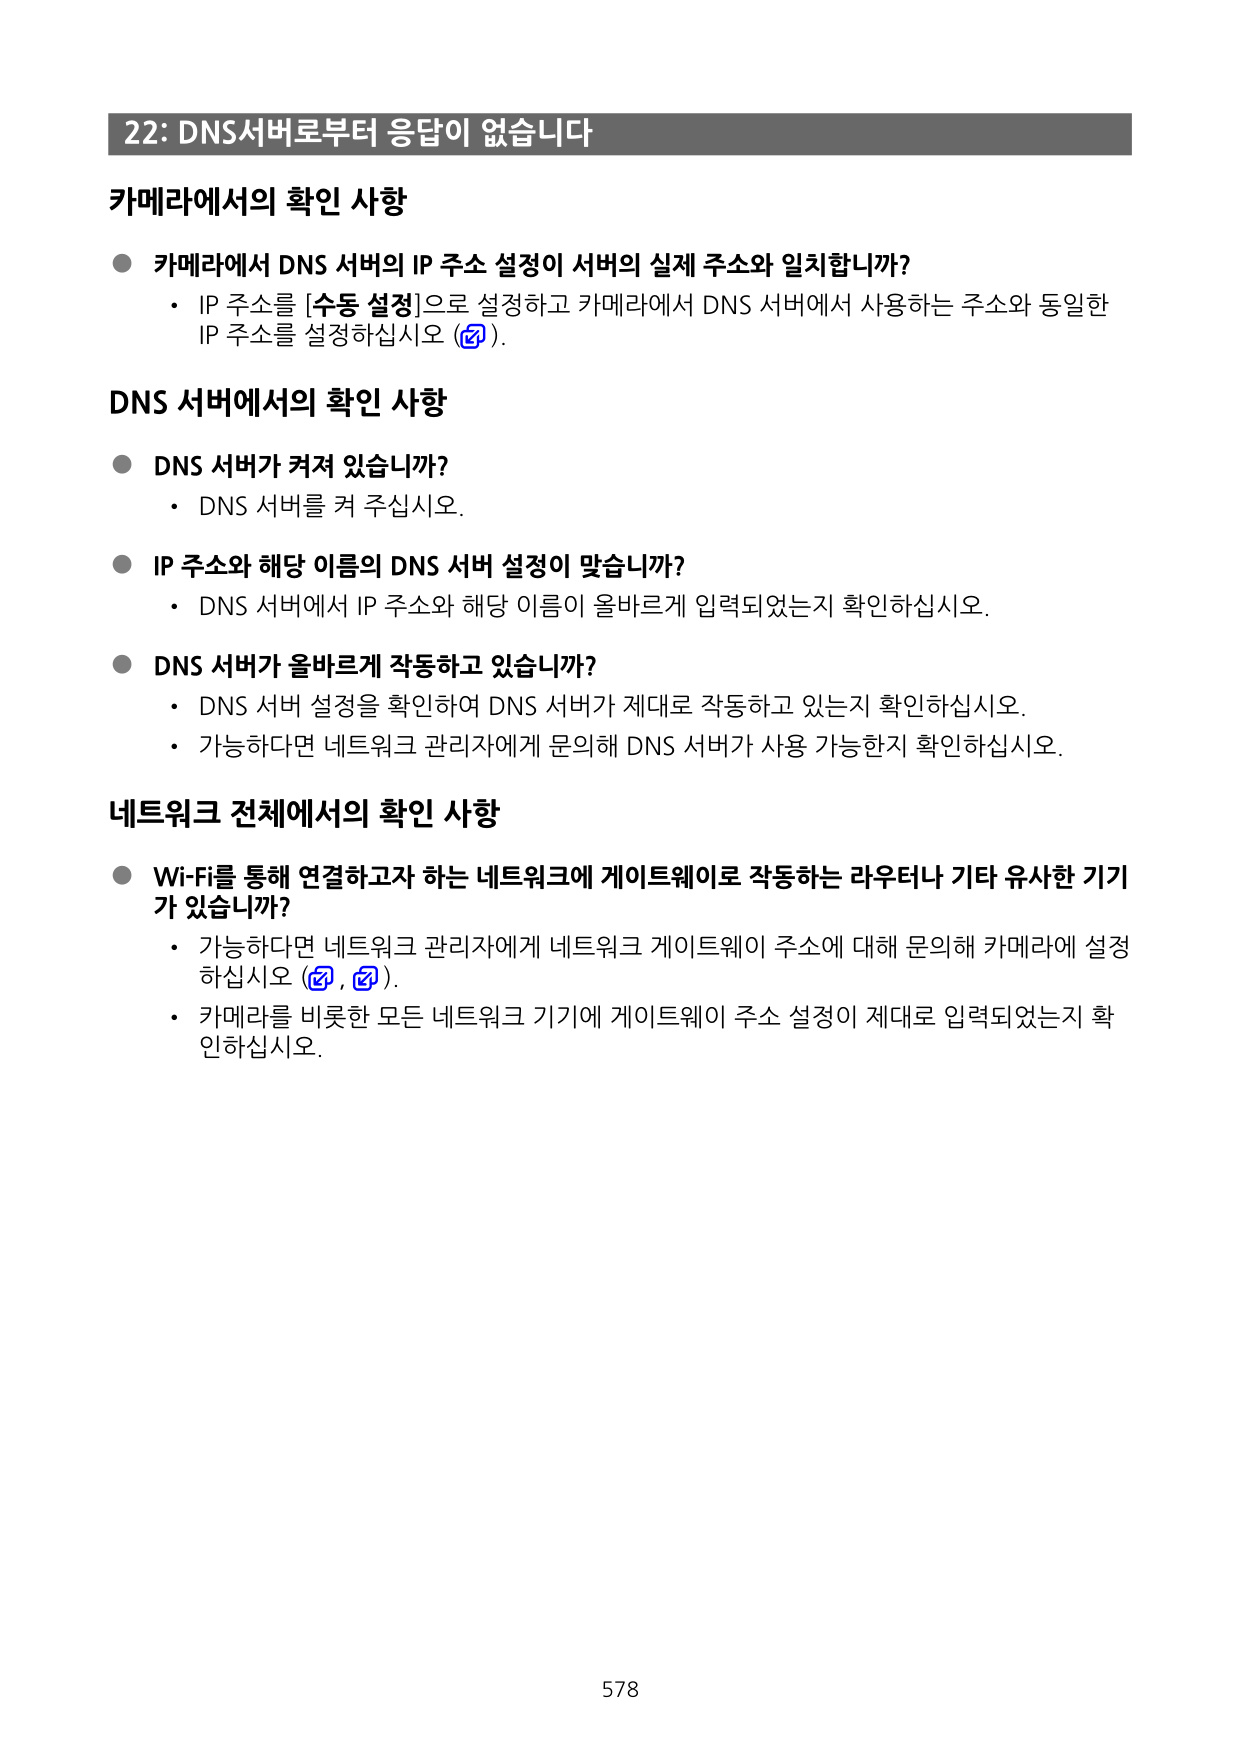 22: DNS서버로부터 응답이 없습니다
카메라에서의 확인 사항
● 카메라에서 DNS 서버의 IP 주소 설정이 서버의 실제 주소와 일치합니까?
• IP 주소를 [수동 설정]으로 설정하고 카메라에서 DNS 서버에서 사용하는 주소와 동일한
IP 주소를 설정하십시오 ( ).
DNS 서버에서의 확인 사항
● DNS 서버가 켜져 있습니까?
• DNS 서버를 켜 주십시오.
● IP 주소와 해당 이름의 DNS 서버 설정이 맞습니까?
• DNS 서버에서 IP 주소와 해당 이름이 올바르게 입력되었는지 확인하십시오.
● DNS 서버가 올바르게 작동하고 있습니까?
• DNS 서버 설정을 확인하여 DNS 서버가 제대로 작동하고 있는지 확인하십시오.
• 가능하다면 네트워크 관리자에게 문의해 DNS 서버가 사용 가능한지 확인하십시오.
네트워크 전체에서의 확인 사항
● Wi-Fi를 통해 연결하고자 하는 네트워크에 게이트웨이로 작동하는 라우터나 기타 유사한 기기
가 있습니까?
• 가능하다면 네트워크 관리자에게 네트워크 게이트웨이 주소에 대해 문의해 카메라에 설정
하십시오 ( , ).
• 카메라를 비롯한 모든 네트워크 기기에 게이트웨이 주소 설정이 제대로 입력되었는지 확
인하십시오.
578